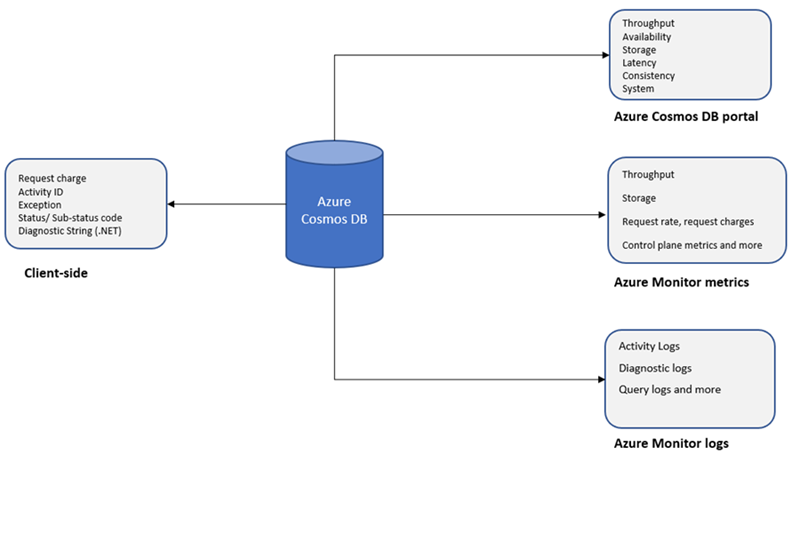 Throughput
Availability
Storage
Latency
Consistency
System
Azure Cosmos DB portal
Request charge
Activity ID
Exception
Status/ Sub-status code
Diagnostic String (.NET)
Client-side
Azure
Cosmos DB
Throughput
Storage
Request rate, request charges
Control plane metrics and more
Azure Monitor metrics
Activity Logs
Diagnostic logs
Query logs and more
Azure Monitor logs